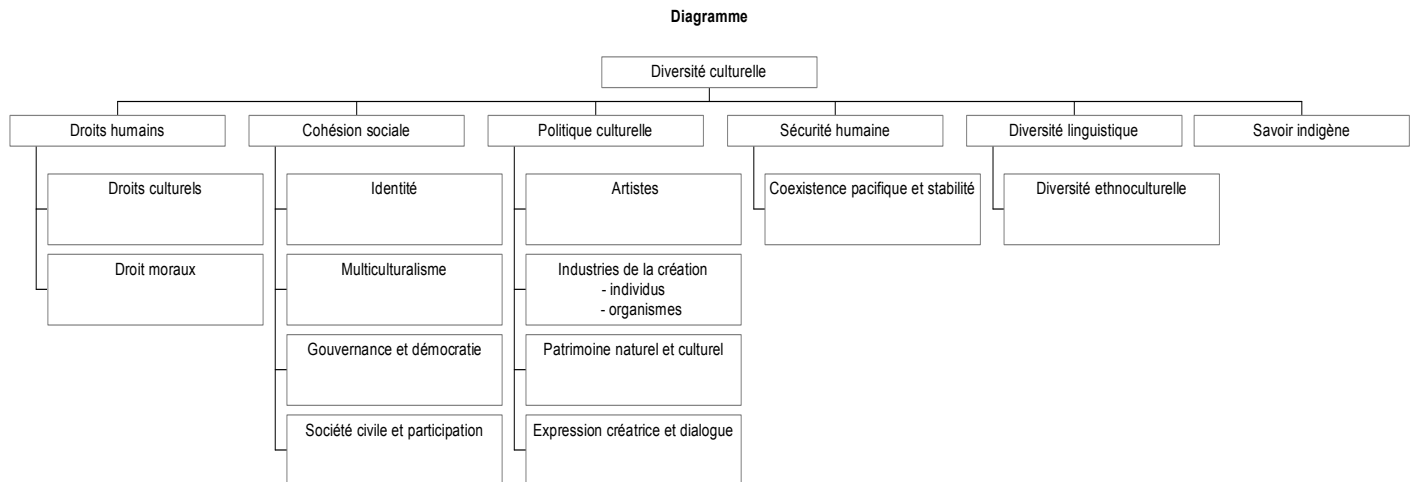 Diagramme
Diversité culturelle
Droits humains
Cohésion sociale
Politique culturelle
Sécurité humaine
Diversité linguistique
Savoir indigène
Droits culturels
Identité
Artistes
Coexistence pacifique et stabilité
Diversité ethnoculturelle
Droit moraux
Multiculturalisme
Industries de la création
- individus
- organismes
Gouvernance et démocratie
Patrimoine naturel et culturel
Société civile et participation
Expression créatrice et dialogue